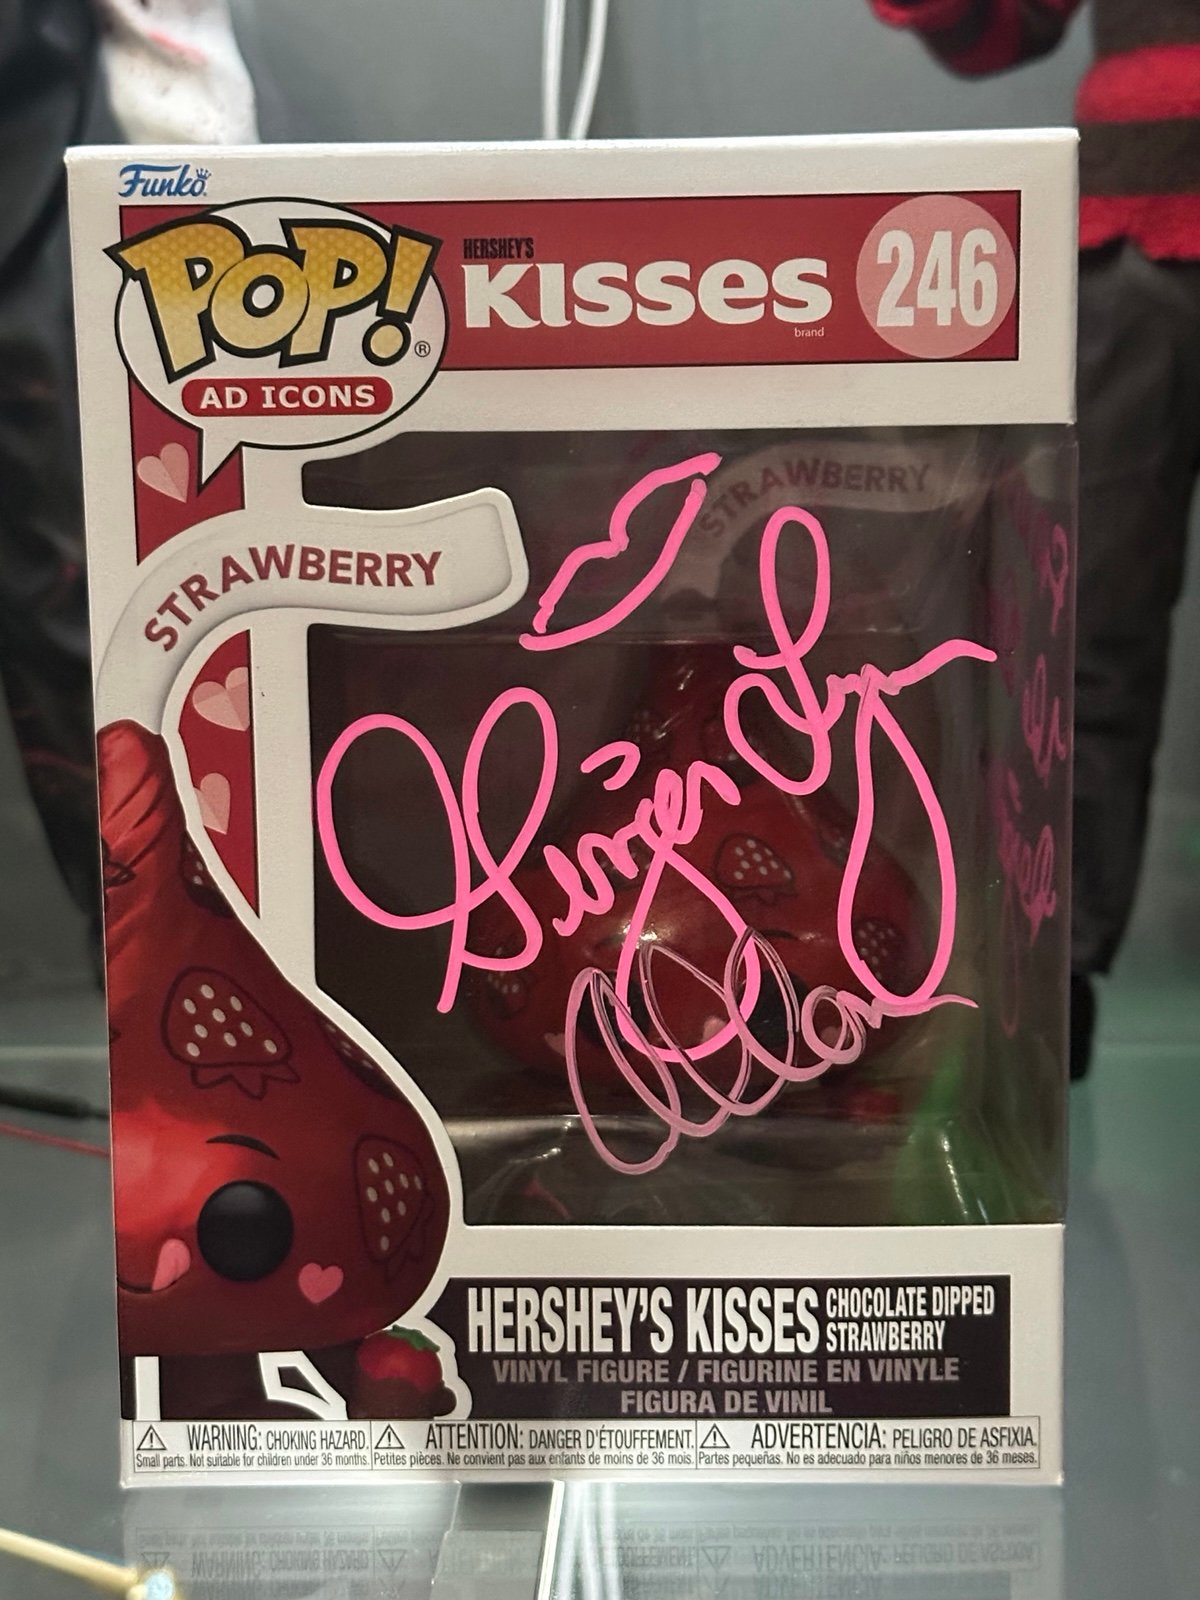 Funko
POP!®
AD ICONS
HERSHEY'S
KISSES
brand
246
STRAWBERRY
STRAWBERRY
Ginger Lynn
Allen
HERSHEY'S KISSES CHOCOLATE DIPPED
STRAWBERRY
VINYL FIGURE / FIGURINE EN VINYLE
FIGURA DE VINIL
WARNING: CHOKING HAZARD.
Small parts. Not suitable for children under 36 months.
ATTENTION: DANGER D'ÉTOUFFEMENT.
Petites pièces. Ne convient pas aux enfants de moins de 36 mois.
ADVERTENCIA: PELIGRO DE ASFIXIA.
Partes pequeñas. No es adecuado para niños menores de 36 meses.